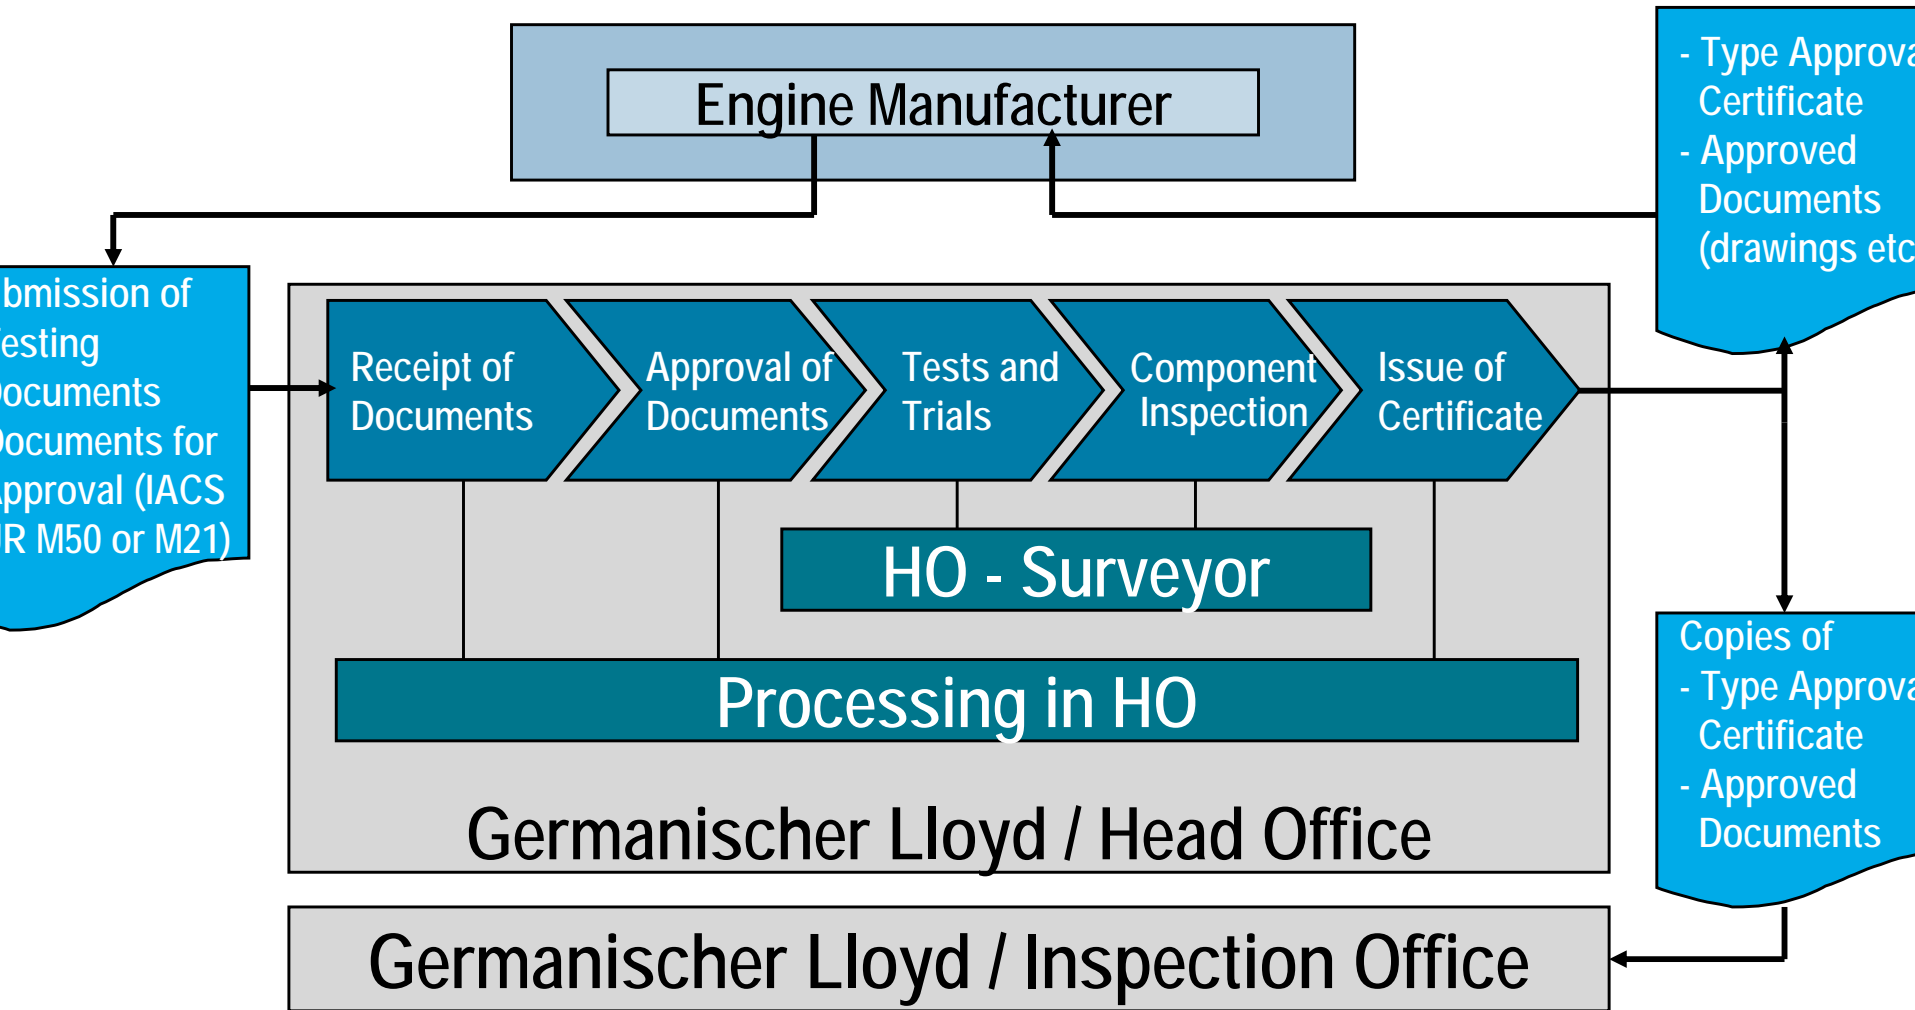 Engine Manufacturer
- Type Approva
Certificate
- Approved
Documents
(drawings etc
bmission of
esting
ocuments
ocuments for
pproval (IACS
R M50 or M21)
Receipt of
Documents
Approval of
Documents
Tests and
Trials
Component
Inspection
Issue of
Certificate
HO - Surveyor
Processing in HO
Germanischer Lloyd / Head Office
Copies of
- Type Approva
Certificate
- Approved
Documents
Germanischer Lloyd / Inspection Office